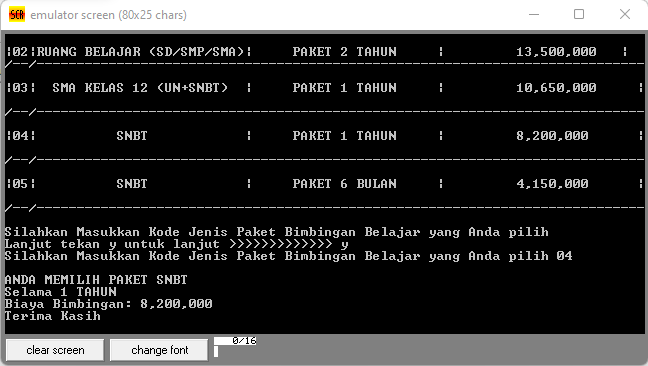 emulator screen (80x25 chars)
|02|RUANG BELAJAR (SD/SMP/SMA)|      PAKET 2 TAHUN     |         13,500,000   |
/--/---------------------------------------------------------------------------
|03|  SMA KELAS 12 (UN+SNBT)  |     PAKET 1 TAHUN     |         10,650,000     |
/--/---------------------------------------------------------------------------
|04|          SNBT            |     PAKET 1 TAHUN     |         8,200,000      |
/--/---------------------------------------------------------------------------
|05|          SNBT            |     PAKET 6 BULAN     |         4,150,000      |
/--/---------------------------------------------------------------------------
Silahkan Masukkan Kode Jenis Paket Bimbingan Belajar yang Anda pilih
Lanjut tekan y untuk lanjut >>>>>>>>>>>>> y
Silahkan Masukkan Kode Jenis Paket Bimbingan Belajar yang Anda pilih 04
ANDA MEMILIH PAKET SNBT
Selama 1 TAHUN
Biaya Bimbingan: 8,200,000
Terima Kasih
clear screen
change font
0/16